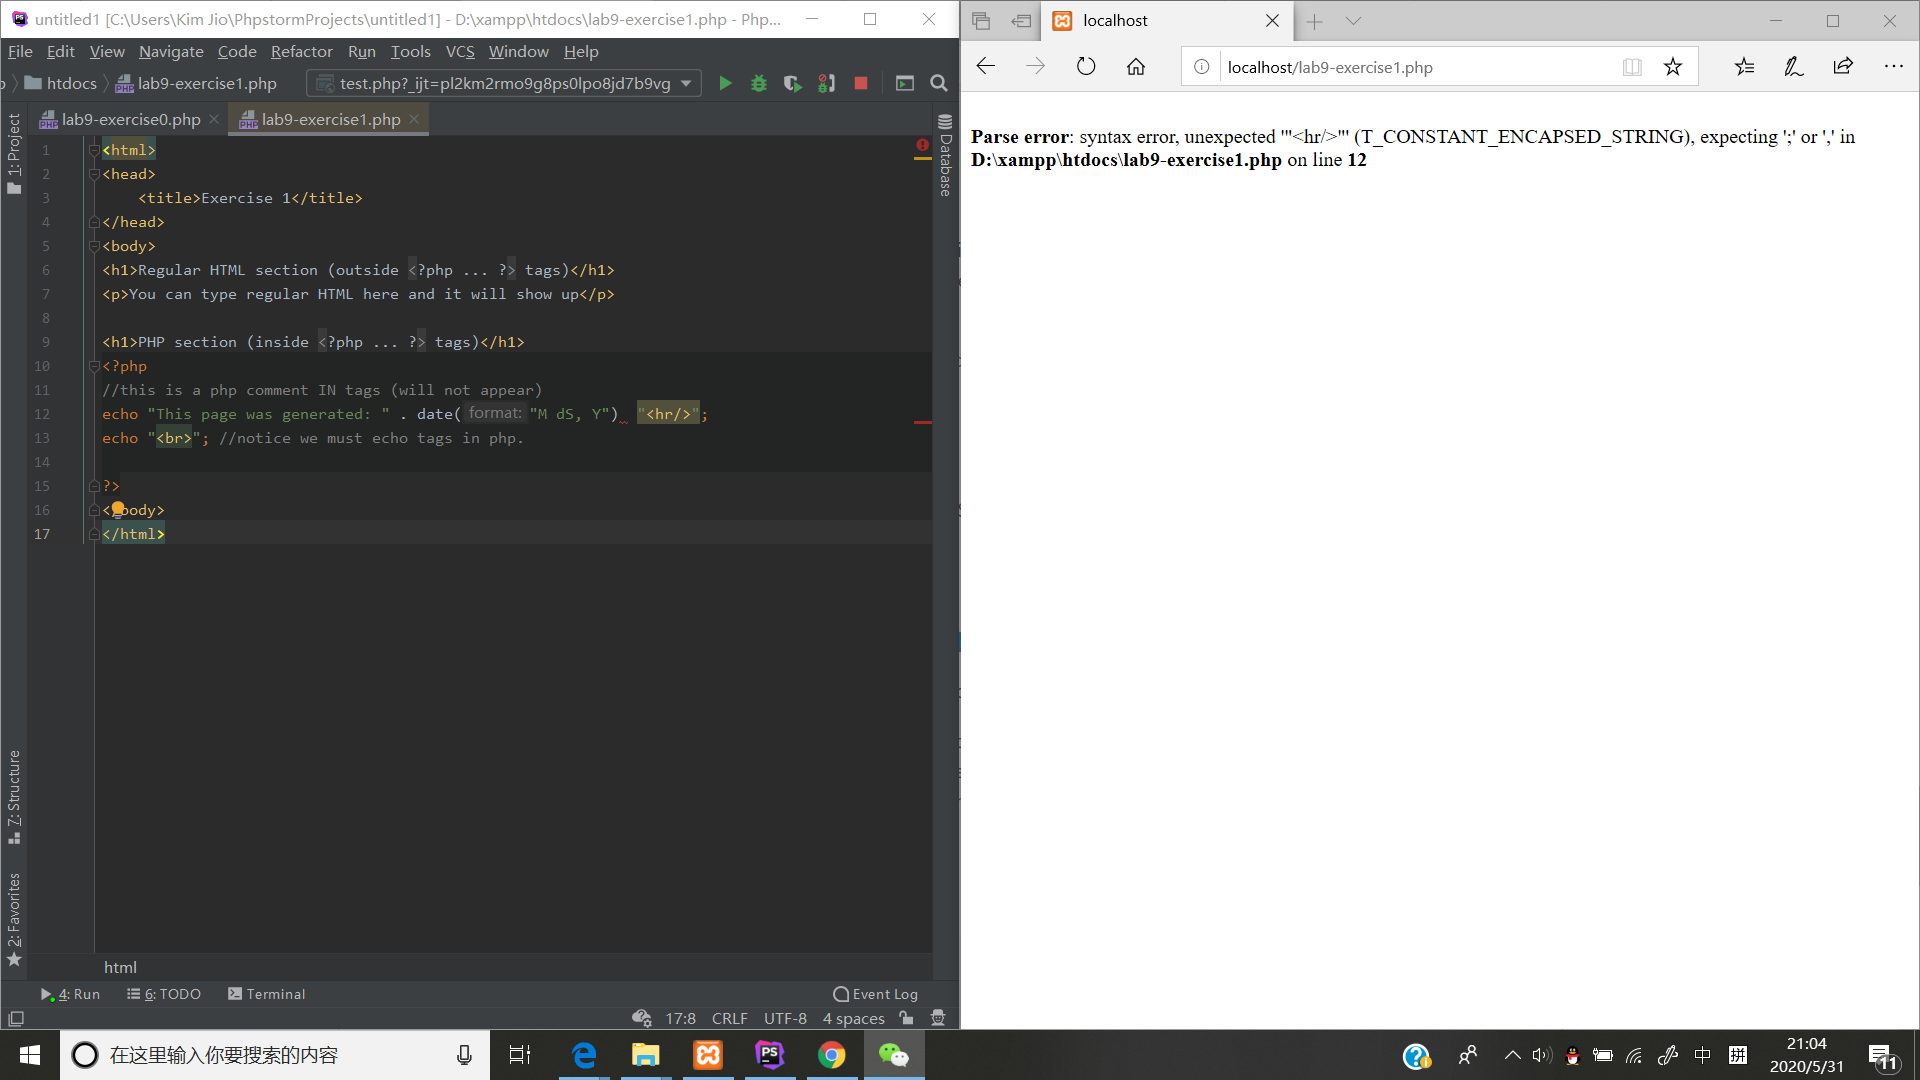 untitled1 [C:\Users\Kim Jio\PhpstormProjects\untitled1] - D:\xampp\htdocs\lab9-exercise1.php - Php...
File Edit View Navigate Code Refactor Run Tools VCS Window Help
htdocs lab9-exercise1.php test.php?_ijt=pl2km2rmo9g8ps0lpo8jd7b9vg
lab9-exercise0.php lab9-exercise1.php
1: Project
Database
1 <html>
2 <head>
3 <title>Exercise 1</title>
4 </head>
5 <body>
6 <h1>Regular HTML section (outside <?php ... ?> tags)</h1>
7 <p>You can type regular HTML here and it will show up</p>
8
9 <h1>PHP section (inside <?php ... ?> tags)</h1>
10 <?php
11 //this is a php comment IN tags (will not appear)
12 echo "This page was generated: " . date( format: "M dS, Y") "<hr/>";
13 echo "<br>"; //notice we must echo tags in php.
14
15 ?>
16 < body>
17 </html>
7: Structure
2: Favorites
html
4: Run 6: TODO Terminal Event Log
17:8 CRLF UTF-8 4 spaces
localhost
localhost/lab9-exercise1.php
Parse error: syntax error, unexpected '"<hr/>"' (T_CONSTANT_ENCAPSED_STRING), expecting ';' or ',' in
D:\xampp\htdocs\lab9-exercise1.php on line 12
在这里输入你要搜索的内容
PS
中
拼
21:04
2020/5/31
11